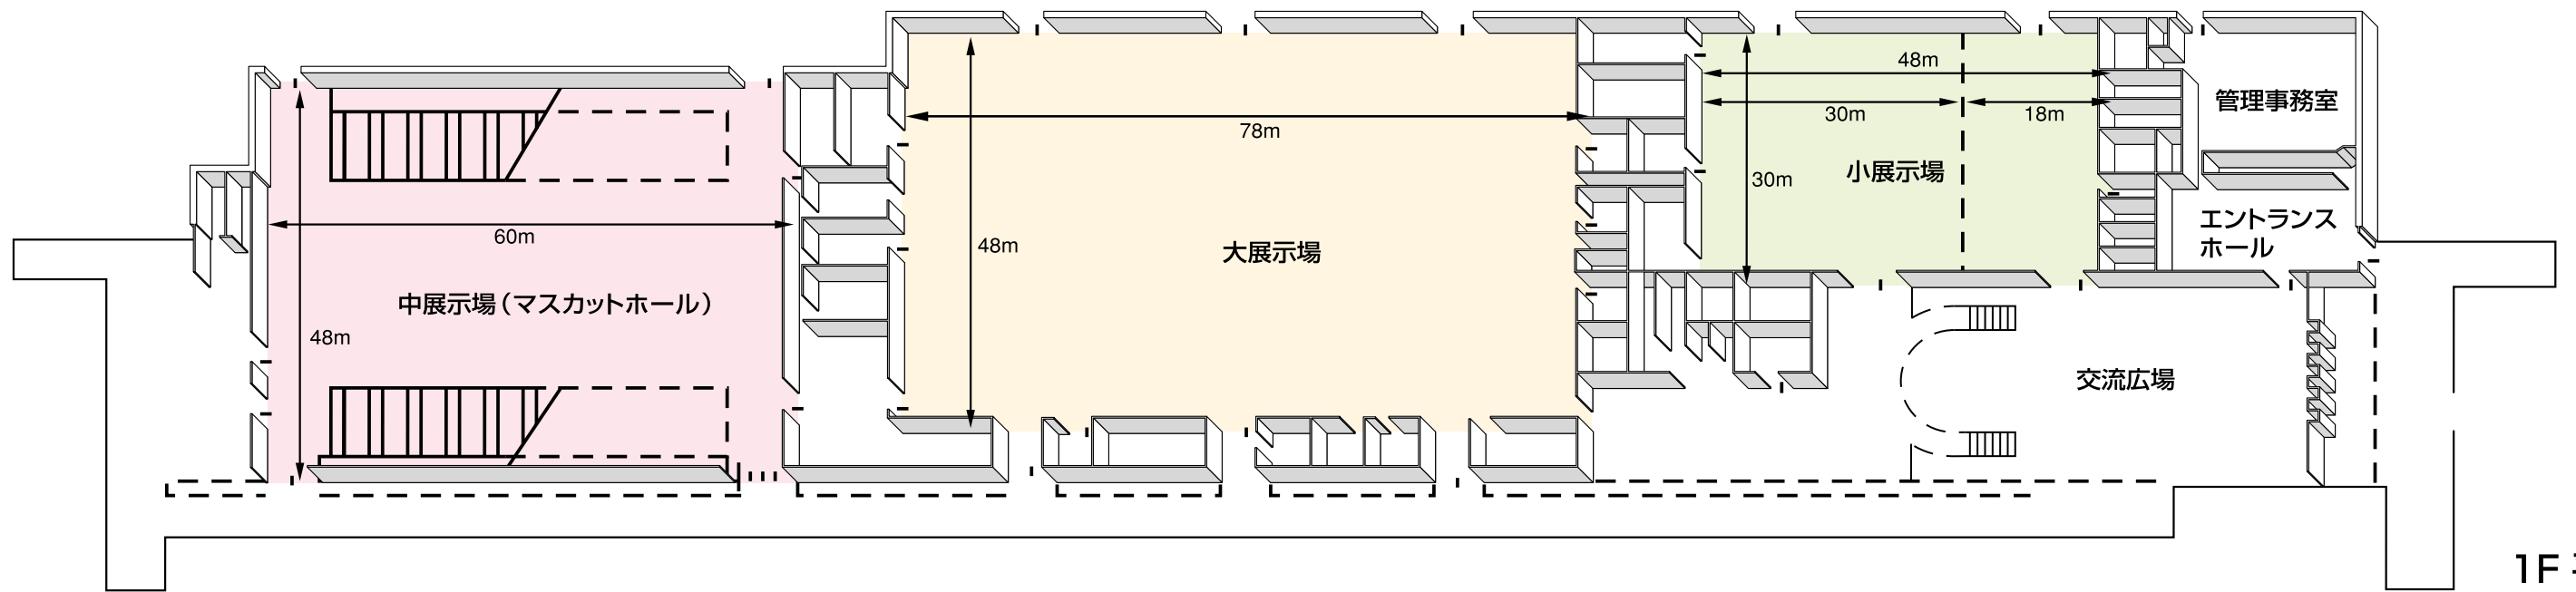 48m
60m
中展示場（マスカットホール）
48m
78m
大展示場
48m
30m
18m
30m
小展示場
管理事務室
エントランス
ホール
交流広場
48m
1F